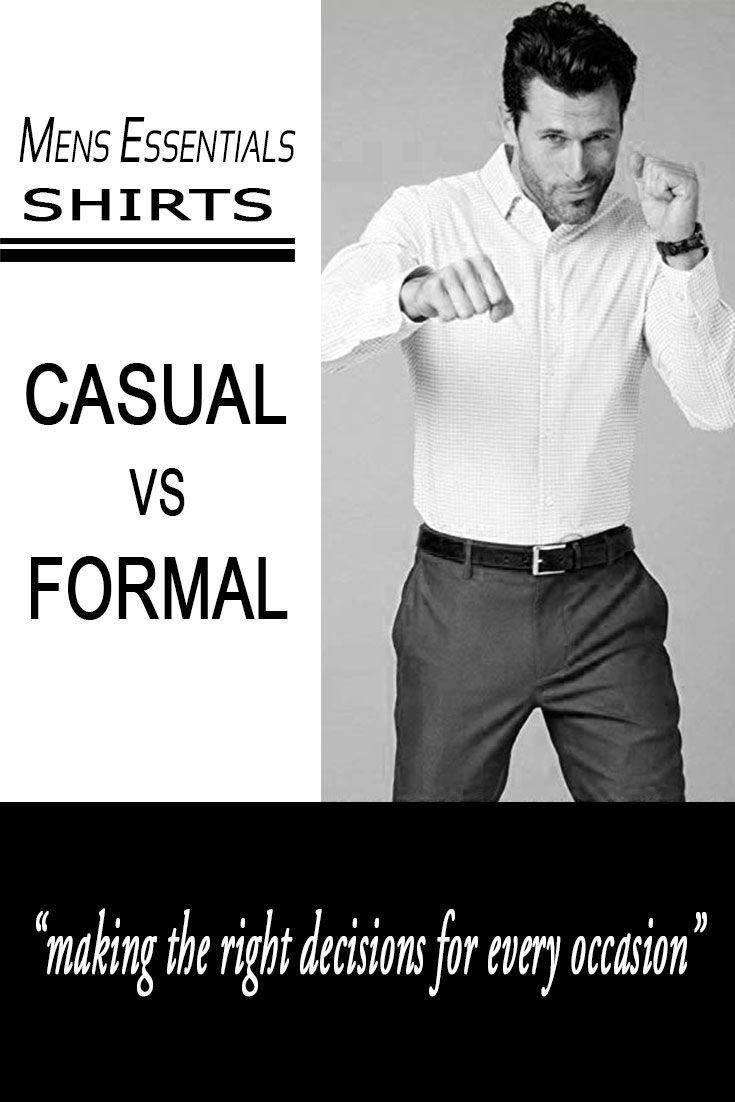 MENS ESSENTIALS
SHIRTS
CASUAL
VS
FORMAL
“making the right decisions for every occasion”